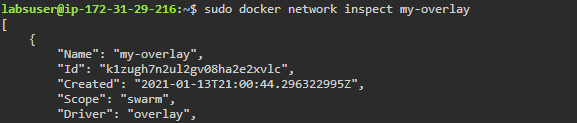 labsuser@ip-172-31-29-216:~$ sudo docker network inspect my-overlay
[
    {
        "Name": "my-overlay",
        "Id": "k1zugh7n2ul2gv08ha2e2xvlc",
        "Created": "2021-01-13T21:00:44.296322995Z",
        "Scope": "swarm",
        "Driver": "overlay",